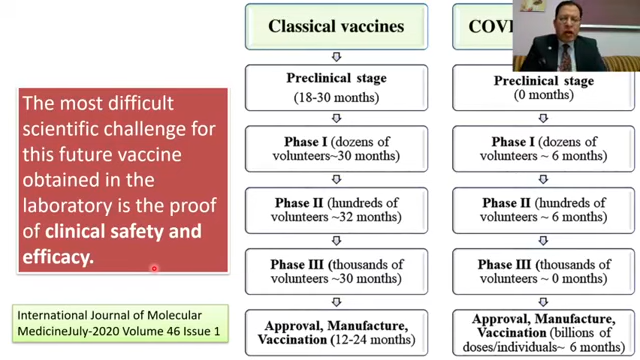 The most difficult
scientific challenge for
this future vaccine
obtained in the
laboratory is the proof
of clinical safety and
efficacy.
International Journal of Molecular
MedicineJuly-2020 Volume 46 Issue 1
Classical vaccines
Preclinical stage
(18-30 months)
Phase I (dozens of
volunteers~30 months)
Phase II (hundreds of
volunteers ~32 months)
Phase III (thousands of
volunteers ~30 months)
Approval, Manufacture,
Vaccination (12-24 months)
COV
Preclinical stage
(0 months)
Phase I (dozens of
volunteers ~ 6 months)
Phase II (hundreds of
volunteers ~ 6 months)
Phase III (thousands of
volunteers ~ 0 months)
Approval, Manufacture,
Vaccination (billions of
doses/individuals~ 6 months)